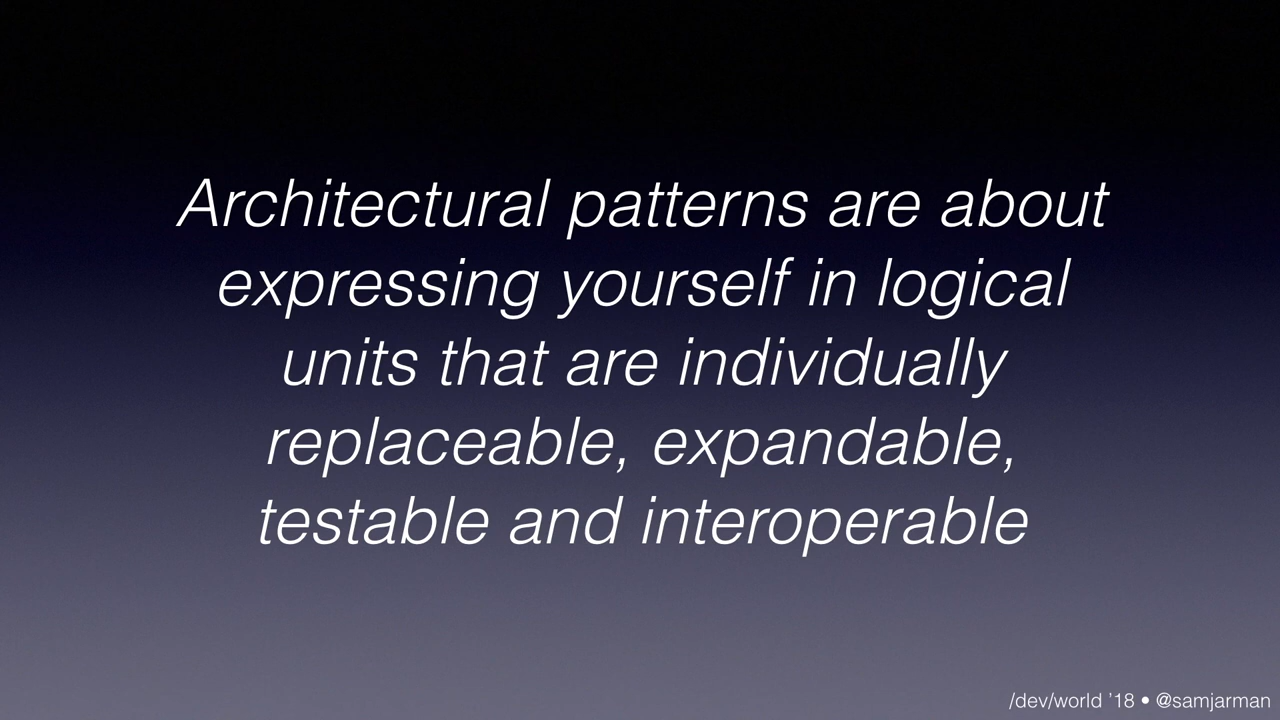 Architectural patterns are about
expressing yourself in logical
units that are individually
replaceable, expandable,
testable and interoperable
/dev/world ’18 • @samjarman